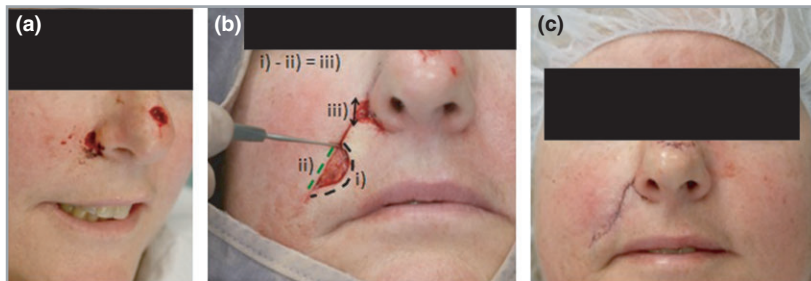 (a)
(b)
i) - ii) = iii)
iii)
ii)
i)
(c)